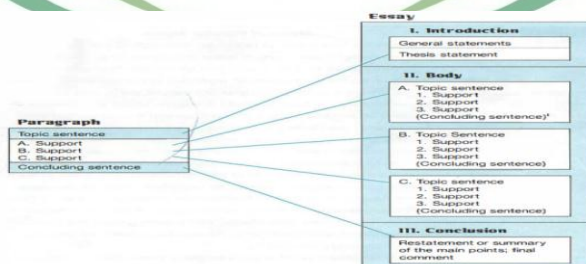 Paragraph
Topic sentence
A. Support
B. Support
C. Support
Concluding sentence
Essay
I. Introduction
General statements
Thesis statement
II. Body
A. Topic sentence
1. Support
2. Support
3. Support
(Concluding sentence)¹
B. Topic Sentence
1. Support
2. Support
3. Support
(Concluding sentence)
C. Topic sentence
1. Support
2. Support
3. Support
(Concluding sentence)
III. Conclusion
Restatement or summary
of the main points; final
comment